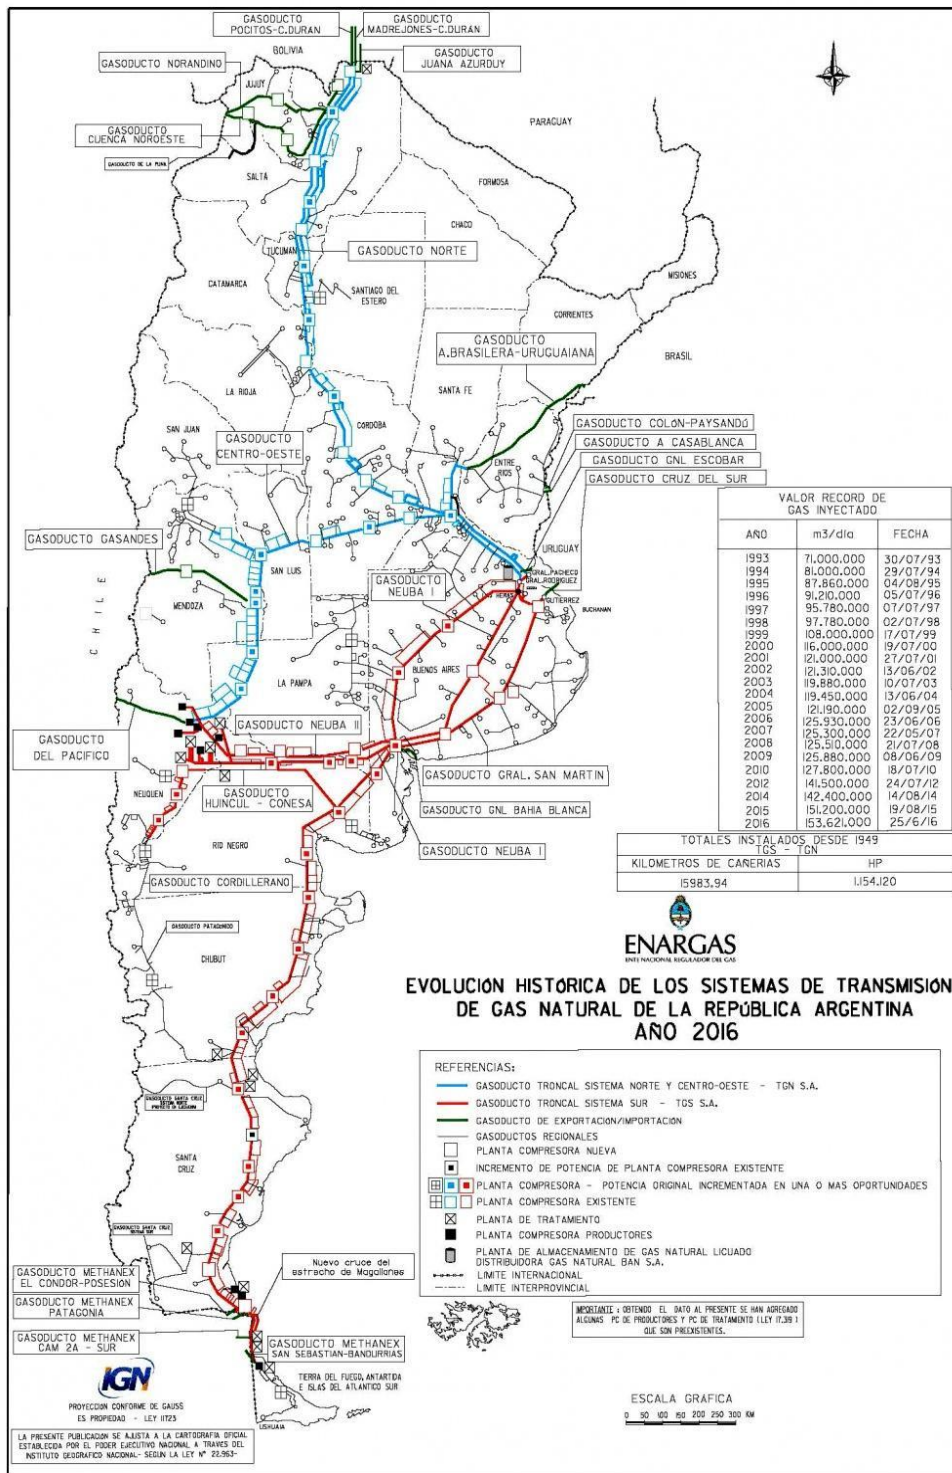 GASODUCTO
POCITOS-C.DURAN
GASODUCTO
MADREJONES-C.DURAN
GASODUCTO
JUANA AZURDUY
BOLIVIA
GASODUCTO NORANDINO
JUJUY
GASODUCTO
CUENCA NOROESTE
GASODUCTO DE LA PUNA
PARAGUAY
SALTA
FORMOSA
CHACO
TUCUMAN
GASODUCTO NORTE
MISIONES
CATAMARCA
SANTIAGO DEL
ESTERO
CORRIENTES
GASODUCTO
A.BRASILERA-URUGUAIANA
BRASIL
LA RIOJA
SANTA FE
SAN JUAN
GASODUCTO
CENTRO-OESTE
CORDOBA
GASODUCTO COLON-PAYSANDÚ
GASODUCTO A CASABLANCA
ENTRE
RIOS
GASODUCTO GNL ESCOBAR
GASODUCTO CRUZ DEL SUR
GASODUCTO GASANDES
URUGUAY
SAN LUIS
GASODUCTO
NEUBA I
GRAL.PACHECO
GRAL.RODRIGUEZ
HERAS
GUTIERREZ
BUCHANAN
CHILE
MENDOZA
BUENOS AIRES
LA PAMPA
VALOR RECORD DE
GAS INYECTADO
AÑO m3/dia FECHA
1993 71.000.000 30/07/93
1994 81.000.000 29/07/94
1995 87.860.000 04/08/95
1996 91.210.000 05/07/96
1997 95.780.000 07/07/97
1998 97.780.000 02/07/98
1999 108.000.000 17/07/99
2000 116.000.000 19/07/00
2001 121.000.000 27/07/01
2002 121.310.000 13/06/02
2003 119.880.000 10/07/03
2004 119.450.000 13/06/04
2005 121.190.000 02/09/05
2006 125.930.000 23/06/06
2007 125.300.000 22/05/07
2008 125.510.000 21/07/08
2009 125.880.000 08/06/09
2010 127.800.000 18/07/10
2012 141.500.000 24/07/12
2014 142.400.000 14/08/14
2015 151.200.000 19/08/15
2016 153.621.000 25/6/16
TOTALES INSTALADOS DESDE 1949
TGS - TGN
KILOMETROS DE CAÑERIAS HP
15983.94 1.154.120
GASODUCTO
DEL PACIFICO
GASODUCTO NEUBA II
GASODUCTO GRAL. SAN MARTIN
NEUQUEN
GASODUCTO
HUINCUL - CONESA
GASODUCTO GNL BAHIA BLANCA
RIO NEGRO
GASODUCTO NEUBA I
GASODUCTO CORDILLERANO
GASODUCTO PATAGONICO
CHUBUT
ENARGAS
ENTE NACIONAL REGULADOR DEL GAS
EVOLUCIÓN HISTÓRICA DE LOS SISTEMAS DE TRANSMISIÓN
DE GAS NATURAL DE LA REPÚBLICA ARGENTINA
AÑO 2016
REFERENCIAS:
GASODUCTO TRONCAL SISTEMA NORTE Y CENTRO-OESTE - TGN S.A.
GASODUCTO TRONCAL SISTEMA SUR - TGS S.A.
GASODUCTO DE EXPORTACIÓN/IMPORTACIÓN
GASODUCTOS REGIONALES
PLANTA COMPRESORA NUEVA
INCREMENTO DE POTENCIA DE PLANTA COMPRESORA EXISTENTE
PLANTA COMPRESORA - POTENCIA ORIGINAL INCREMENTADA EN UNA O MAS OPORTUNIDADES
PLANTA COMPRESORA EXISTENTE
PLANTA DE TRATAMIENTO
PLANTA COMPRESORA PRODUCTORES
PLANTA DE ALMACENAMIENTO DE GAS NATURAL LICUADO
DISTRIBUIDORA GAS NATURAL BAN S.A.
LIMITE INTERNACIONAL
LIMITE INTERPROVINCIAL
GASODUCTO SANTA CRUZ
SANTA
CRUZ
GASODUCTO SANTA CRUZ
SISTEMA SUR
Nuevo cruce del
estrecho de Magallanes
GASODUCTO METHANEX
EL CONDOR-POSESION
GASODUCTO METHANEX
PATAGONIA
GASODUCTO METHANEX
CAM 2A - SUR
GASODUCTO METHANEX
SAN SEBASTIAN-BANDURRIAS
IMPORTANTE : OBTENIDO EL DATO AL PRESENTE SE HAN AGREGADO
ALGUNAS PC DE PRODUCTORES Y PC DE TRATAMIENTO (LEY 17.319)
QUE SON PREEXISTENTES.
TIERRA DEL FUEGO, ANTARTIDA
E ISLAS DEL ATLANTICO SUR
USHUAIA
IGN
PROYECCION CONFORME DE GAUSS
ES PROPIEDAD - LEY 11723
LA PRESENTE PUBLICACION SE AJUSTA A LA CARTOGRAFIA OFICIAL
ESTABLECIDA POR EL PODER EJECUTIVO NACIONAL A TRAVES DEL
INSTITUTO GEOGRAFICO NACIONAL- SEGUN LA LEY N° 22.963-
ESCALA GRAFICA
0 50 100 150 200 250 300 KM